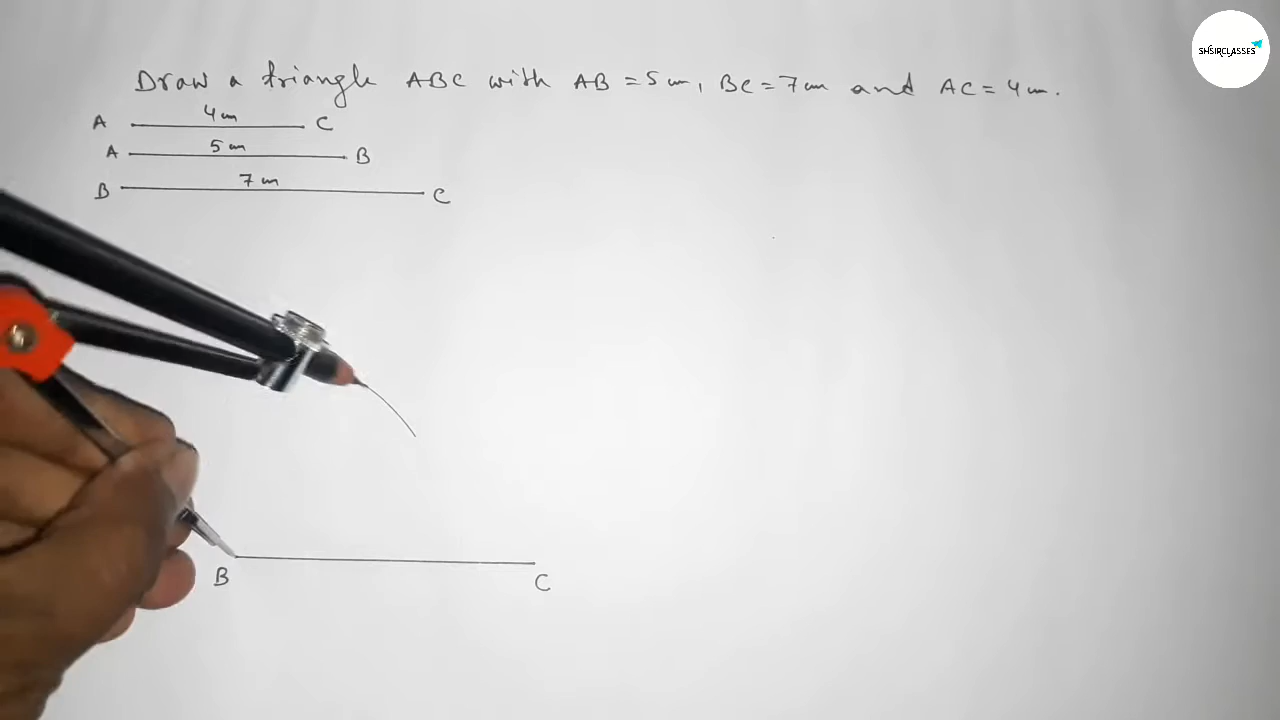 SHSIRCLASSES
Draw a triangle ABC with AB = 5 cm, BC = 7 cm and AC = 4 cm.
A 4 cm C
A 5 cm B
B 7 cm C
B C